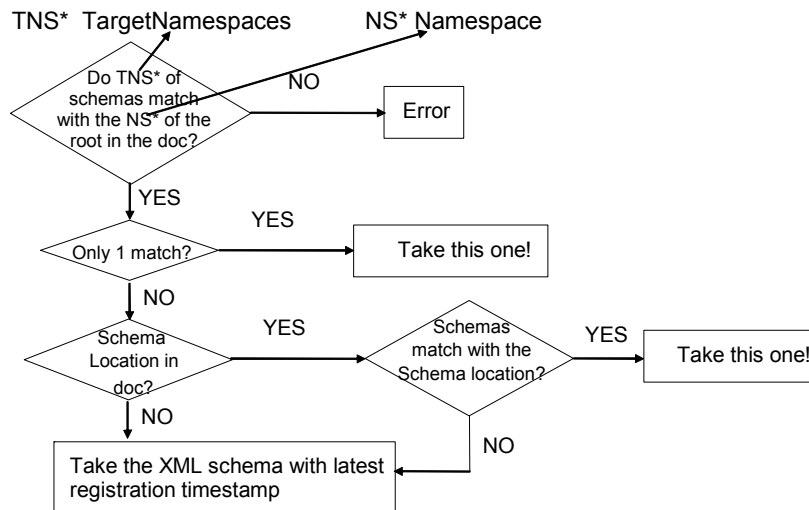 TNS* TargetNamespaces
NS* Namespace
Do TNS* of
schemas match
with the NS* of the
root in the doc?
NO
Error
YES
Only 1 match?
YES
Take this one!
NO
Schema
Location in
doc?
YES
Schemas
match with the
Schema location?
YES
Take this one!
NO
NO
Take the XML schema with latest
registration timestamp